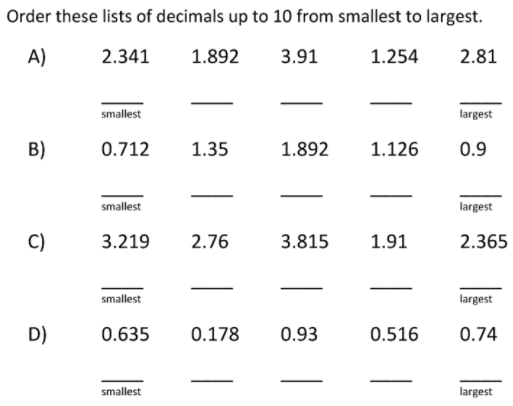 Order these lists of decimals up to 10 from smallest to largest.
A) 2.341 1.892 3.91 1.254 2.81
smallest largest
B) 0.712 1.35 1.892 1.126 0.9
smallest largest
C) 3.219 2.76 3.815 1.91 2.365
smallest largest
D) 0.635 0.178 0.93 0.516 0.74
smallest largest